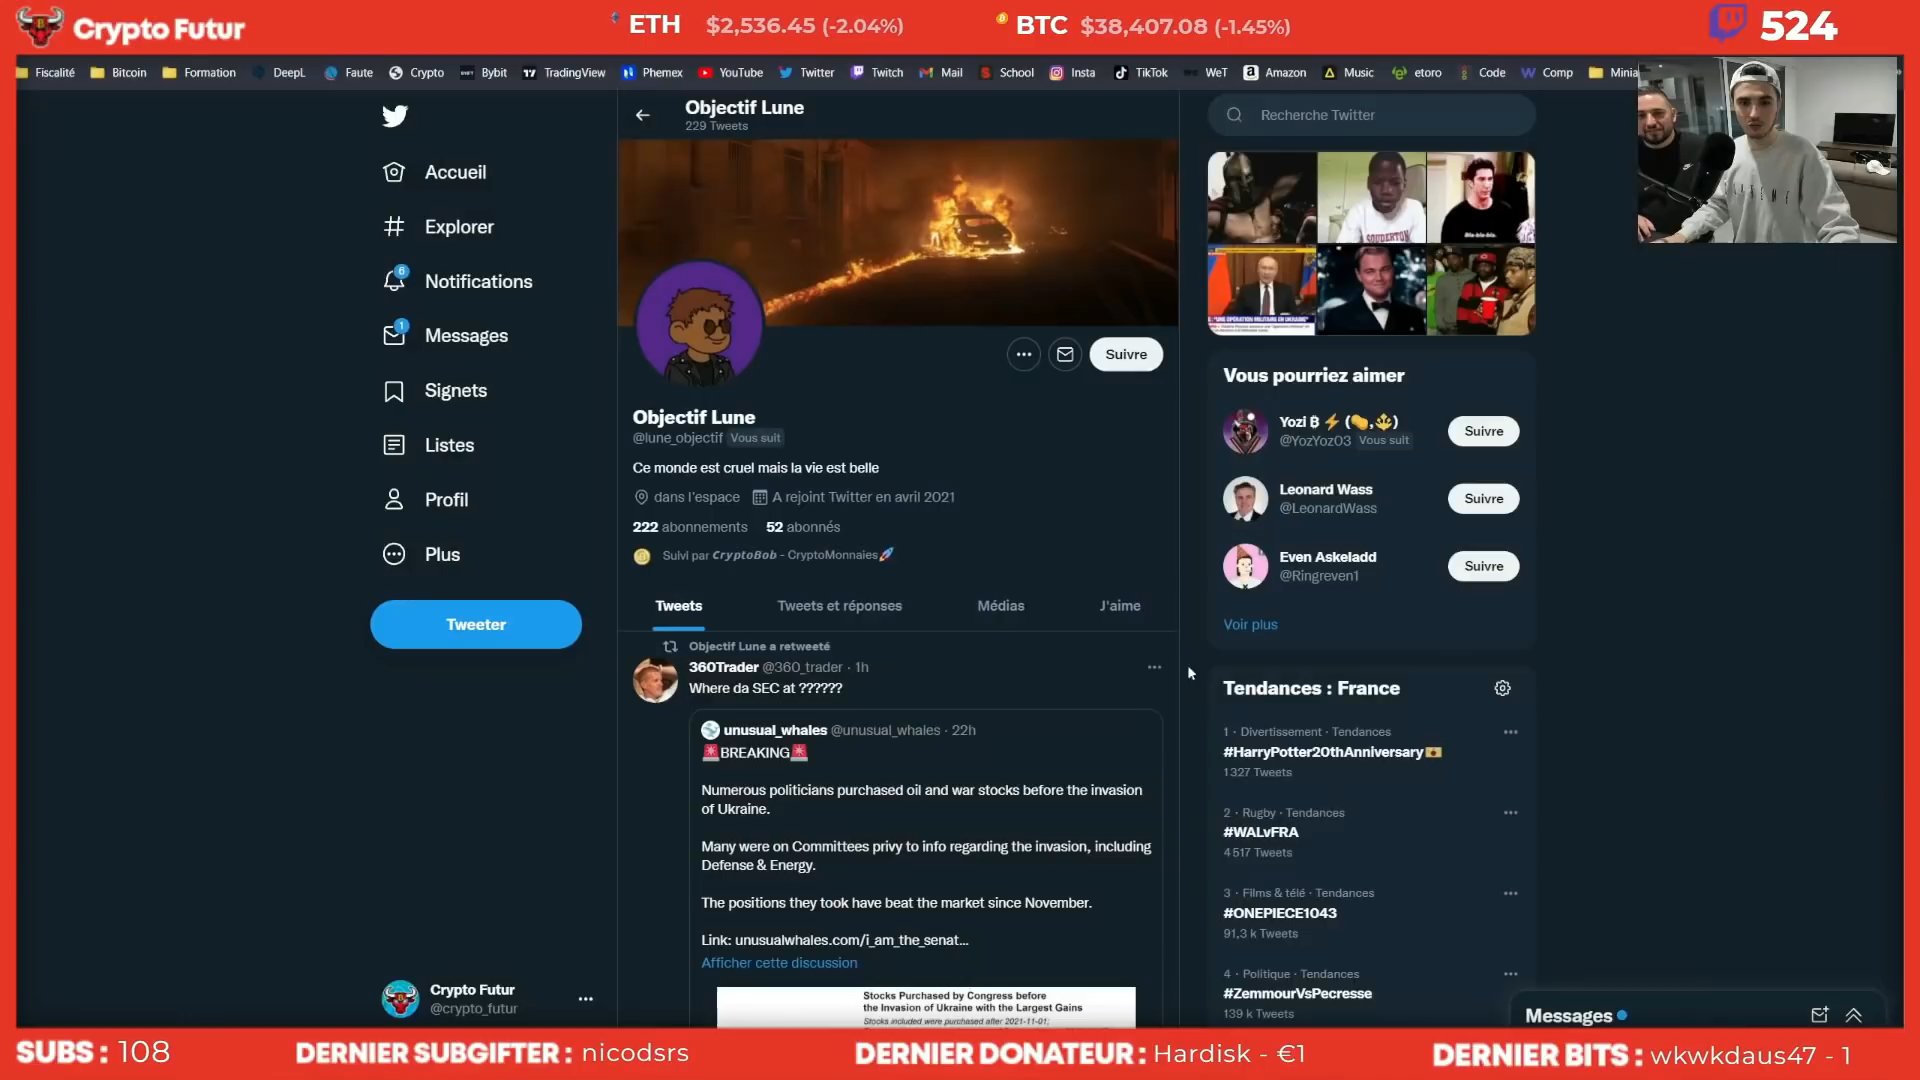 Crypto Futur
ETH $2,536.45 (-2.04%)
BTC $38,407.08 (-1.45%)
524
Fiscalité Bitcoin Formation DeepL Faute Crypto Bybit TradingView Phemex YouTube Twitter Twitch Mail School Insta TikTok WeT Amazon Music etoro Code Comp Minia
Accueil
Explorer
6
Notifications
1
Messages
Signets
Listes
Profil
Plus
Tweeter
Crypto Futur
@crypto_futur
Objectif Lune
229 Tweets
Suivre
Objectif Lune
@lune_objectif Vous suit
Ce monde est cruel mais la vie est belle
dans l'espace A rejoint Twitter en avril 2021
222 abonnements 52 abonnés
Suivi par CryptoBob - CryptoMonnaies🚀
Tweets Tweets et réponses Médias J'aime
Objectif Lune a retweeté
360Trader @360_trader · 1h
Where da SEC at ??????
unusual_whales @unusual_whales · 22h
🚨BREAKING🚨
Numerous politicians purchased oil and war stocks before the invasion
of Ukraine.
Many were on Committees privy to info regarding the invasion, including
Defense & Energy.
The positions they took have beat the market since November.
Link: unusualwhales.com/i_am_the_senat...
Afficher cette discussion
Stocks Purchased by Congress before
the Invasion of Ukraine with the Largest Gains
Stocks included were purchased after 2021-11-01;
Recherche Twitter
SOUDERTON
Bla-bla-bla.
"UNE OPÉRATION MILITAIRE EN UKRAINE"
Vous pourriez aimer
Yozi ₿ ⚡ (🥏,🔱)
@YozYoz03 Vous suit
Suivre
Leonard Wass
@LeonardWass
Suivre
Even Askeladd
@Ringreven1
Suivre
Voir plus
Tendances : France
1 · Divertissement · Tendances
#HarryPotter20thAnniversary
1 327 Tweets
2 · Rugby · Tendances
#WALvFRA
4 517 Tweets
3 · Films & télé · Tendances
#ONEPIECE1043
91,3 k Tweets
4 · Politique · Tendances
#ZemmourVsPecresse
139 k Tweets
Messages
SUBS : 108
DERNIER SUBGIFTER : nicodsrs
DERNIER DONATEUR : Hardisk - €1
DERNIER BITS : wkwkdaus47 - 1